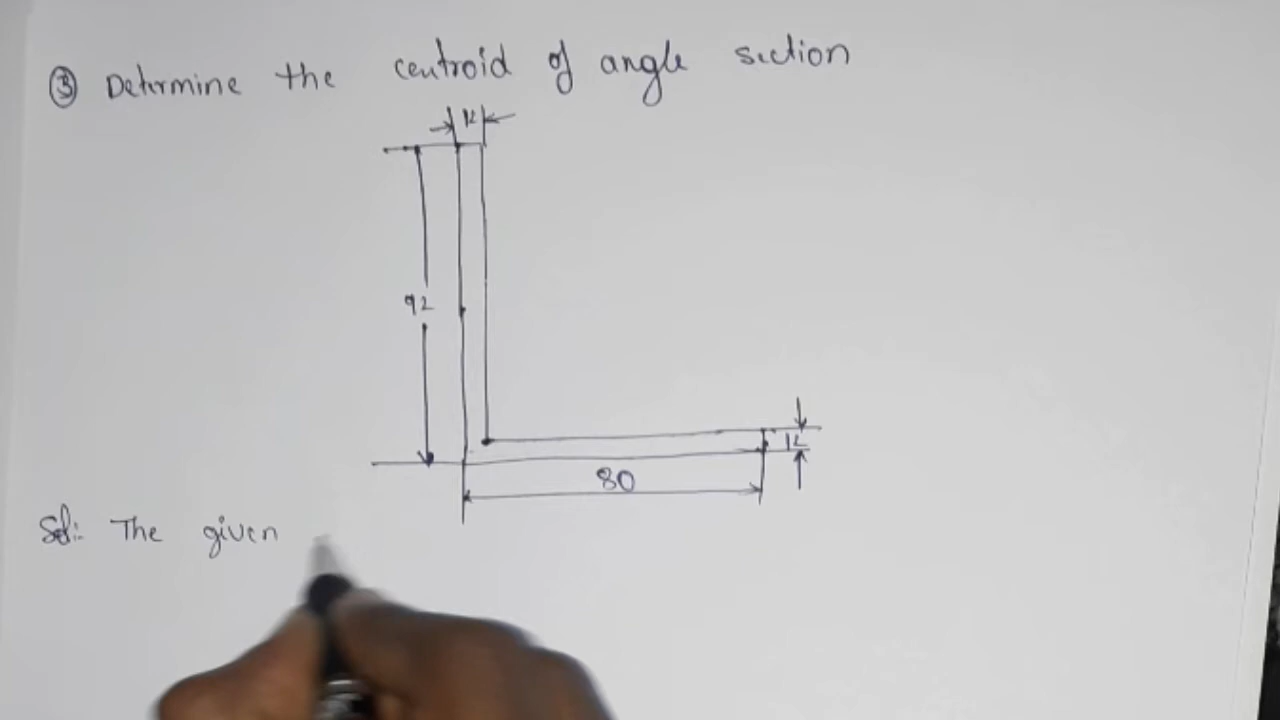 ③ Determine the centroid of angle section
12
92
12
80
Sol:- The given